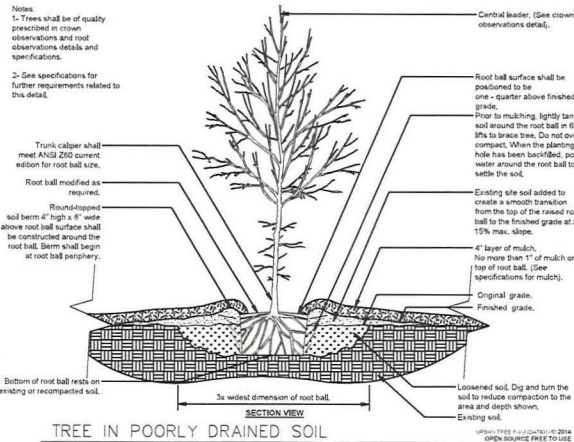 Notes:
1- Trees shall be of quality
prescribed in crown
observations and root
observations details and
specifications.
2- See specifications for
further requirements related to
this detail.
Trunk caliper shall
meet ANSI Z60 current
edition for root ball size.
Root ball modified as
required.
Round-topped
soil berm 4" high x 8" wide
above root ball surface shall
be constructed around the
root ball. Berm shall begin
at root ball periphery.
Bottom of root ball rests on
existing or recompacted soil.
Central leader. (See crown
observations detail).
Root ball surface shall be
positioned to be
one - quarter above finished
grade.
Prior to mulching, lightly
soil around the root ball in 6"
lifts to brace tree. Do not
compact. When the planting
hole has been backfilled,
water around the root ball to
settle the soil.
Existing site soil added to
create a smooth transition
from the top of the raised
ball to the finished grade at
15% max. slope.
4" layer of mulch.
No more than 1" of mulch on
top of root ball. (See
specifications for mulch).
Original grade.
Finished grade.
Loosened soil. Dig and turn the
soil to reduce compaction to the
area and depth shown.
Existing soil.
3x widest dimension of root ball.
SECTION VIEW
TREE IN POORLY DRAINED SOIL
URBAN TREE FOUNDATION © 2014
OPEN SOURCE FREE TO USE